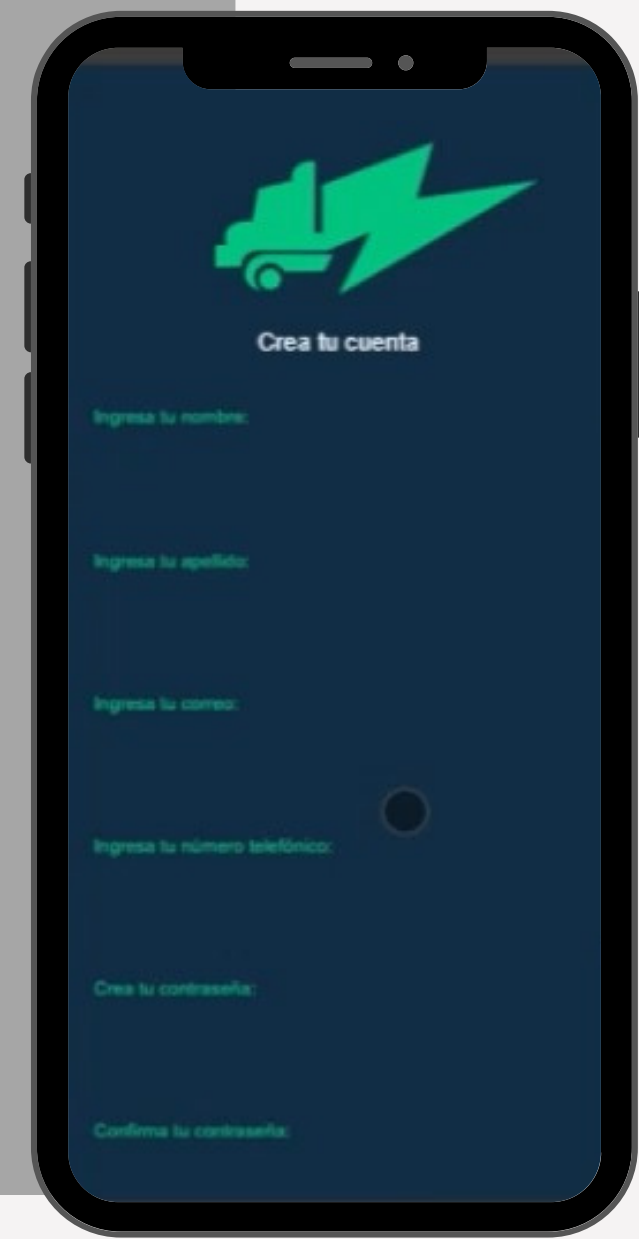 Crea tu cuenta
Ingresa tu nombre:
Ingresa tu apellido:
Ingresa tu correo:
Ingresa tu número telefónico:
Crea tu contraseña:
Confirma tu contraseña: